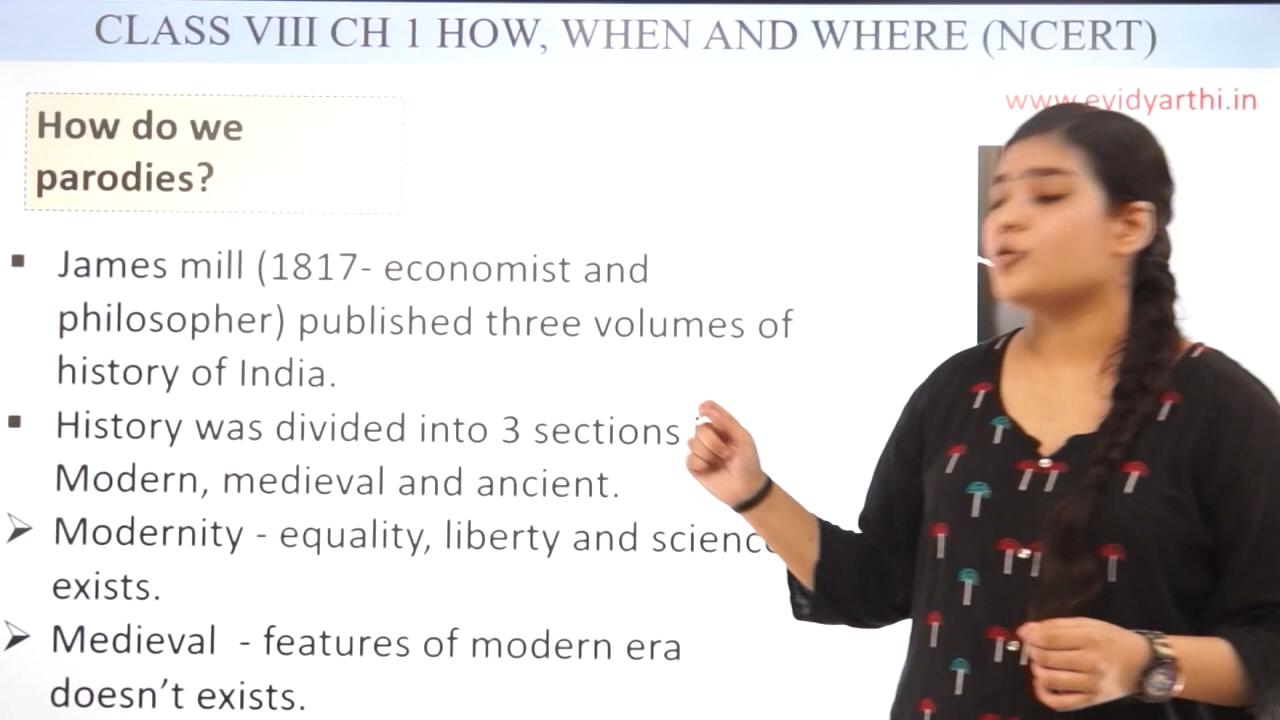 CLASS VIII CH 1 HOW, WHEN AND WHERE (NCERT)
www.evidyarthi.in
How do we
parodies?
▪ James mill (1817- economist and
philosopher) published three volumes of
history of India.
▪ History was divided into 3 sections
Modern, medieval and ancient.
➢ Modernity - equality, liberty and science
exists.
➢ Medieval - features of modern era
doesn't exists.